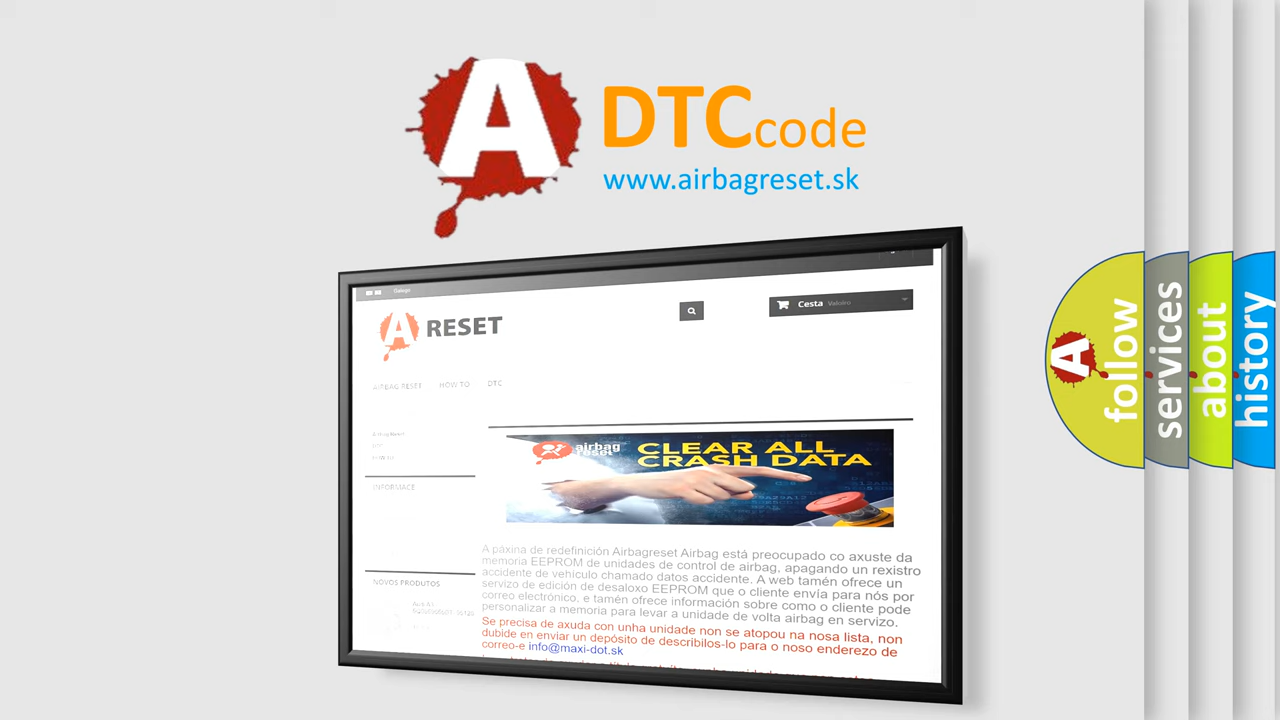 A
DTCcode
www.airbagreset.sk
Galego
Cesta Valeiro
A RESET
AIRBAG RESET HOW TO DTC
HOW TO
INFORMACE
airbag
reset
CLEAR ALL
CRASH DATA
A páxina de redefinición Airbagreset Airbag está preocupado co axuste da
memoria EEPROM de unidades de control de airbag, apagando un rexistro
accidente de vehículo chamado datos accidente. A web tamén ofrece un
servizo de edición de desaloxo EEPROM que o cliente envía para nós por
correo electrónico, e tamén ofrece información sobre como o cliente pode
personalizar a memoria para levar a unidade de volta airbag en servizo.
Se precisa de axuda con unha unidade non se atopou na nosa lista, non
dubide en enviar un depósito de describilos-lo para o noso enderezo de
correo-e info@maxi-dot.sk
NOVOS PRODUTOS
A
follow
services
about
history